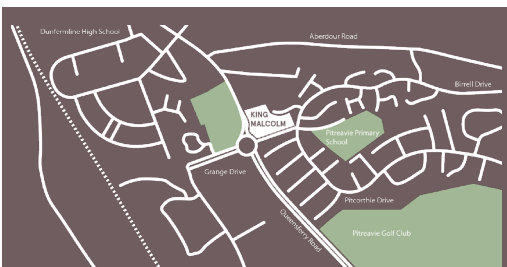 Dunfermline High School
Aberdour Road
Birrell Drive
KING
MALCOLM
Pitreavie Primary
School
Grange Drive
Pitcorthie Drive
Queensferry Road
Pitreavie Golf Club